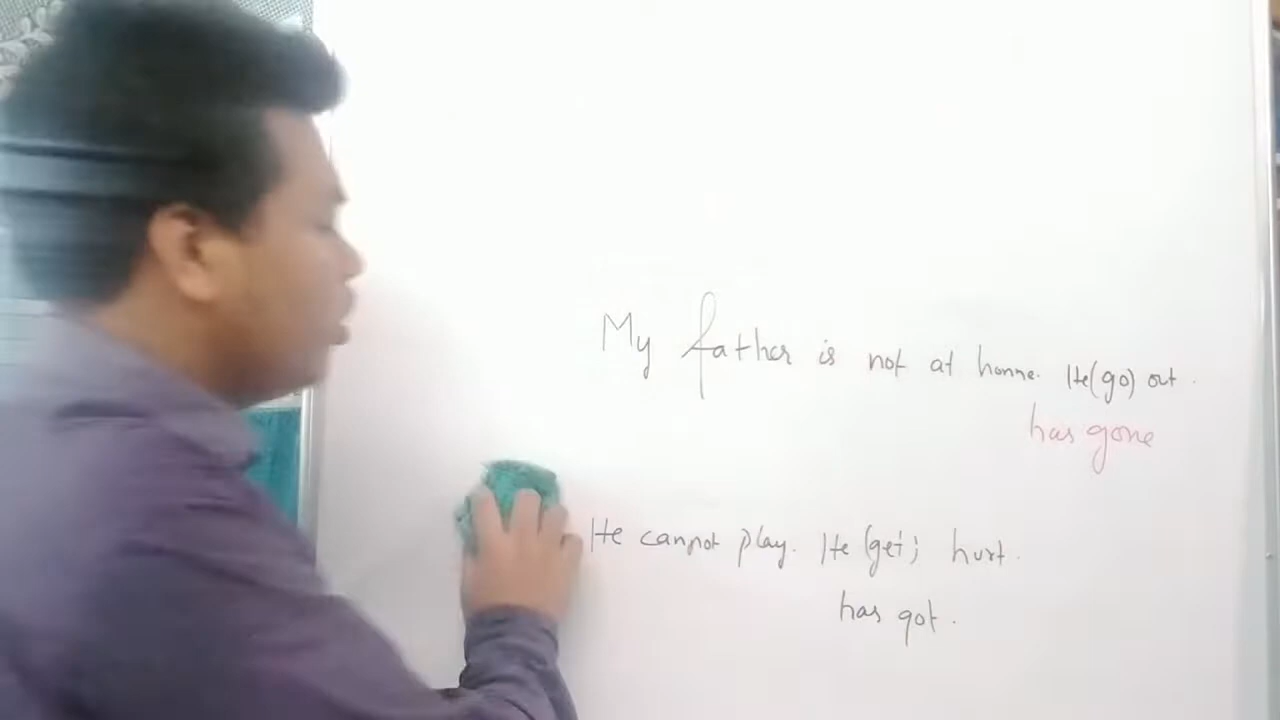 My father is not at home. He (go) out.
has gone
He cannot play. He (get) hurt.
has got.